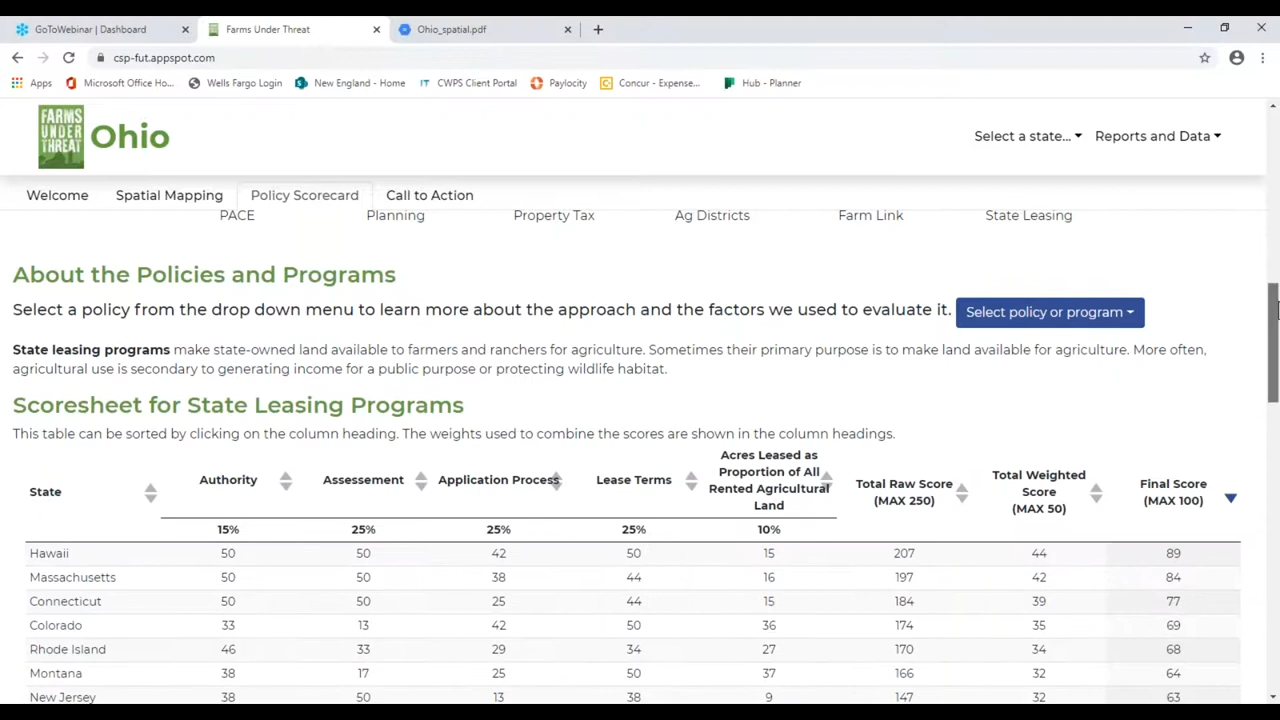 GoToWebinar | Dashboard
Farms Under Threat
Ohio_spatial.pdf
csp-fut.appspot.com
Apps
Microsoft Office Ho...
Wells Fargo Login
New England - Home
IT CWPS Client Portal
Paylocity
Concur - Expense...
Hub - Planner
FARMS UNDER THREAT
Ohio
Select a state...
Reports and Data
Welcome
Spatial Mapping
Policy Scorecard
Call to Action
PACE
Planning
Property Tax
Ag Districts
Farm Link
State Leasing
About the Policies and Programs
Select a policy from the drop down menu to learn more about the approach and the factors we used to evaluate it.
Select policy or program
State leasing programs make state-owned land available to farmers and ranchers for agriculture. Sometimes their primary purpose is to make land available for agriculture. More often,
agricultural use is secondary to generating income for a public purpose or protecting wildlife habitat.
Scoresheet for State Leasing Programs
This table can be sorted by clicking on the column heading. The weights used to combine the scores are shown in the column headings.
State
Authority
Assessement
Application Process
Lease Terms
Acres Leased as
Proportion of All
Rented Agricultural
Land
Total Raw Score
(MAX 250)
Total Weighted
Score
(MAX 50)
Final Score
(MAX 100)
15% 25% 25% 25% 10%
Hawaii 50 50 42 50 15 207 44 89
Massachusetts 50 50 38 44 16 197 42 84
Connecticut 50 50 25 44 15 184 39 77
Colorado 33 13 42 50 36 174 35 69
Rhode Island 46 33 29 34 27 170 34 68
Montana 38 17 25 50 37 166 32 64
New Jersey 38 50 13 38 9 147 32 63